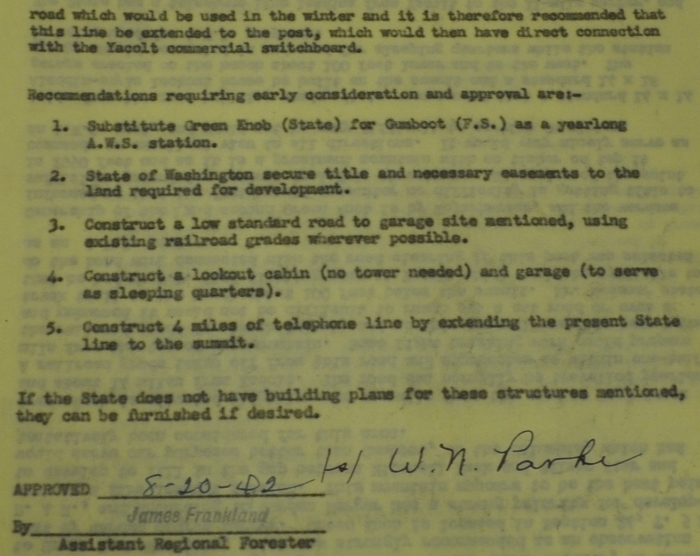 road which would be used in the winter and it is therefore recommended that
this line be extended to the post, which would then have direct connection
with the Yacolt commercial switchboard.
Recommendations requiring early consideration and approval are:-
1. Substitute Green Knob (State) for Gumboot (F.S.) as a yearlong
A.W.S. station.
2. State of Washington secure title and necessary easements to the
land required for development.
3. Construct a low standard road to garage site mentioned, using
existing railroad grades wherever possible.
4. Construct a lookout cabin (no tower needed) and garage (to serve
as sleeping quarters).
5. Construct 4 miles of telephone line by extending the present State
line to the summit.
If the State does not have building plans for these structures mentioned,
they can be furnished if desired.
/s/ W.N. Parke
APPROVED 8-20-42
By James Frankland
Assistant Regional Forester